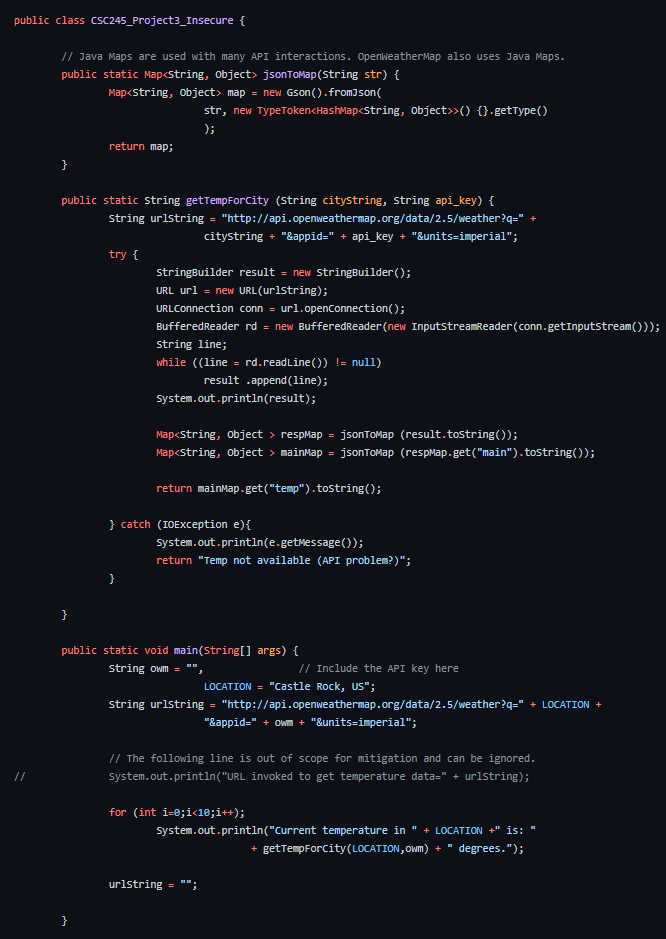 public class CSC245_Project3_Insecure {
// Java Maps are used with many API interactions. OpenWeatherMap also uses Java Maps.
public static Map<String, Object> jsonToMap(String str) {
Map<String, Object> map = new Gson().fromJson(
str, new TypeToken<HashMap<String, Object>>() {}.getType()
);
return map;
}
public static String getTempForCity (String cityString, String api_key) {
String urlString = "http://api.openweathermap.org/data/2.5/weather?q=" +
cityString + "&appid=" + api_key + "&units=imperial";
try {
StringBuilder result = new StringBuilder();
URL url = new URL(urlString);
URLConnection conn = url.openConnection();
BufferedReader rd = new BufferedReader(new InputStreamReader(conn.getInputStream()));
String line;
while ((line = rd.readLine()) != null)
result .append(line);
System.out.println(result);
Map<String, Object > respMap = jsonToMap (result.toString());
Map<String, Object > mainMap = jsonToMap (respMap.get("main").toString());
return mainMap.get("temp").toString();
} catch (IOException e){
System.out.println(e.getMessage());
return "Temp not available (API problem?)";
}
}
public static void main(String[] args) {
String owm = "", // Include the API key here
LOCATION = "Castle Rock, US";
String urlString = "http://api.openweathermap.org/data/2.5/weather?q=" + LOCATION +
"&appid=" + owm + "&units=imperial";
// The following line is out of scope for mitigation and can be ignored.
// System.out.println("URL invoked to get temperature data=" + urlString);
for (int i=0;i<10;i++);
System.out.println("Current temperature in " + LOCATION +" is: "
+ getTempForCity(LOCATION,owm) + " degrees.");
urlString = "";
}